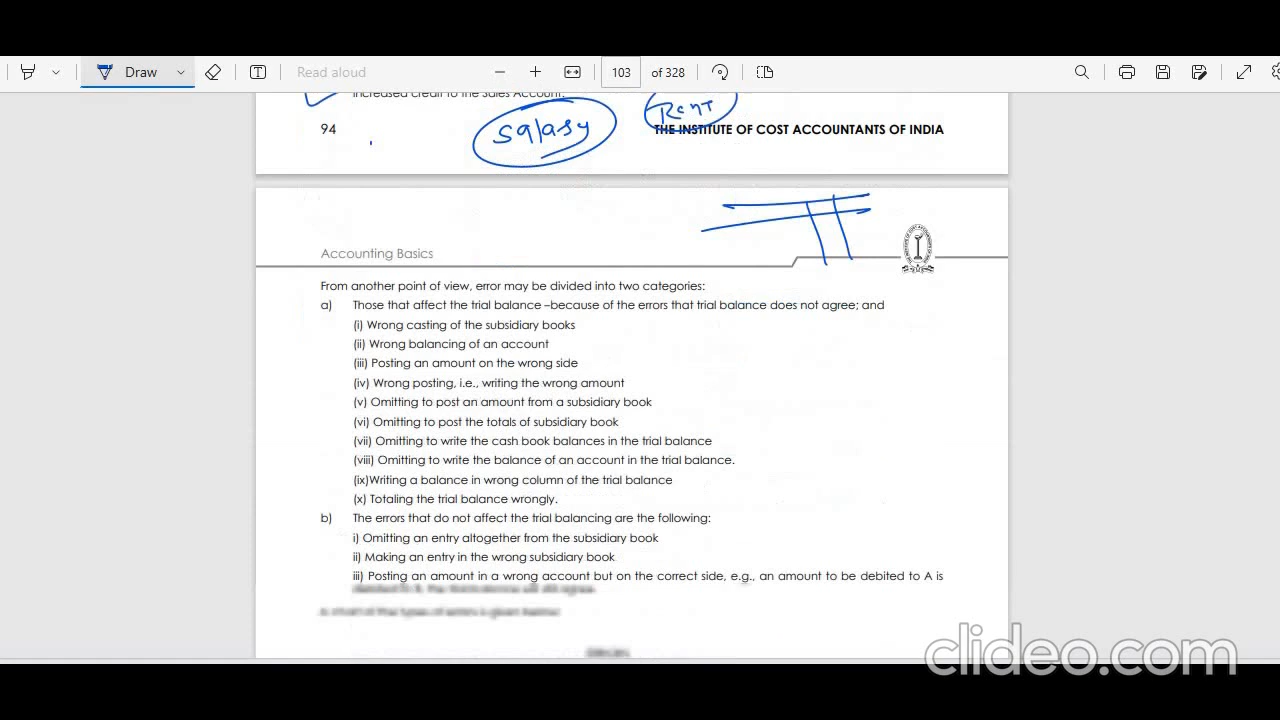 Draw
Read aloud
103 of 328
increased credit to the Sales Account.
salary
Rent
94
THE INSTITUTE OF COST ACCOUNTANTS OF INDIA
Accounting Basics
From another point of view, error may be divided into two categories:
a) Those that affect the trial balance –because of the errors that trial balance does not agree; and
(i) Wrong casting of the subsidiary books
(ii) Wrong balancing of an account
(iii) Posting an amount on the wrong side
(iv) Wrong posting, i.e., writing the wrong amount
(v) Omitting to post an amount from a subsidiary book
(vi) Omitting to post the totals of subsidiary book
(vii) Omitting to write the cash book balances in the trial balance
(viii) Omitting to write the balance of an account in the trial balance.
(ix)Writing a balance in wrong column of the trial balance
(x) Totaling the trial balance wrongly.
b) The errors that do not affect the trial balancing are the following:
i) Omitting an entry altogether from the subsidiary book
ii) Making an entry in the wrong subsidiary book
iii) Posting an amount in a wrong account but on the correct side, e.g., an amount to be debited to A is
clideo.com